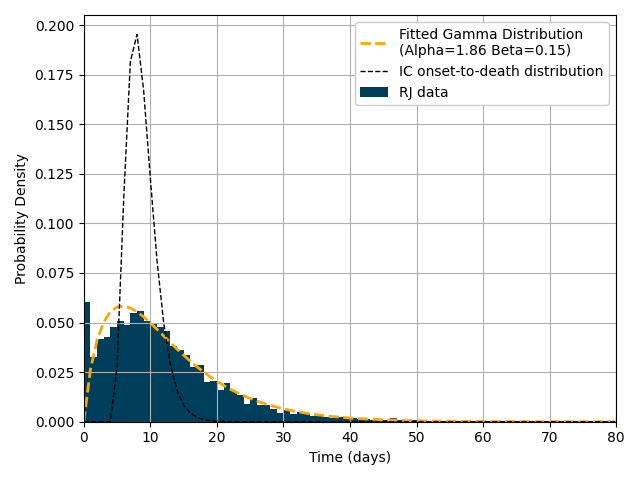 0.200
0.175
0.150
0.125
0.100
0.075
0.050
0.025
0.000
Probability Density
Fitted Gamma Distribution
(Alpha=1.86 Beta=0.15)
IC onset-to-death distribution
RJ data
0 10 20 30 40 50 60 70 80
Time (days)